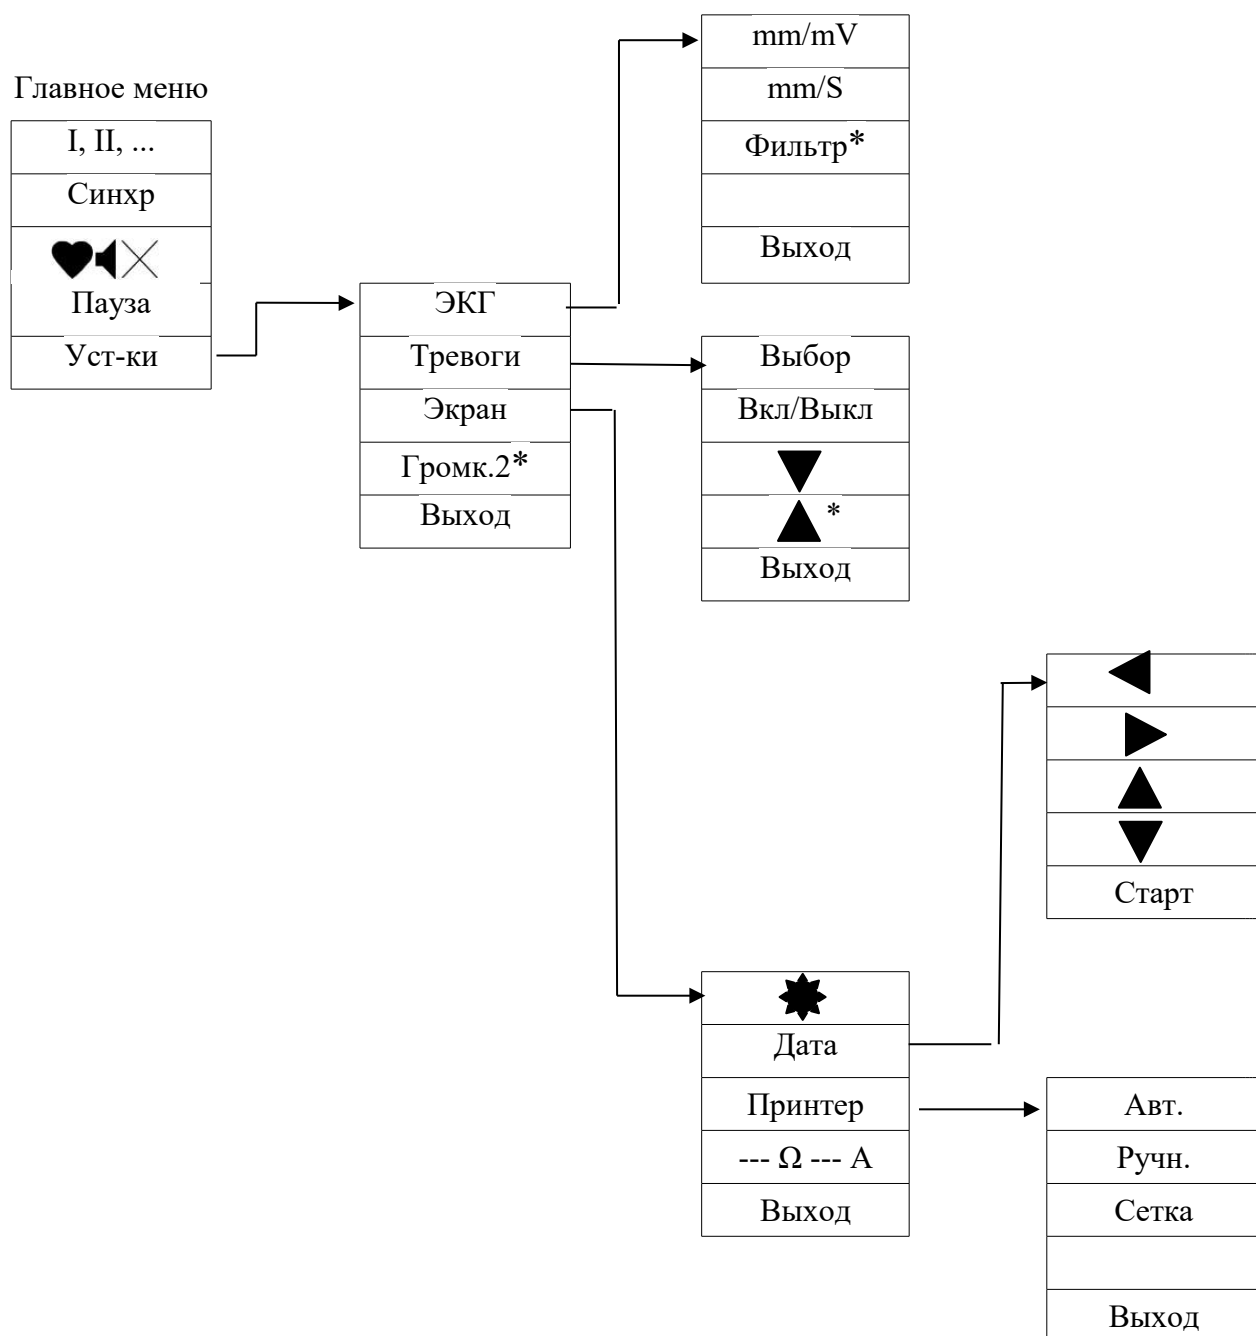 Главное меню
I, II, ...
Синхр
Пауза
Уст-ки
ЭКГ
Тревоги
Экран
Громк.2*
Выход
mm/mV
mm/S
Фильтр*
Выход
Выбор
Вкл/Выкл
*
Выход
Дата
Принтер
--- Ω --- А
Выход
Старт
Авт.
Ручн.
Сетка
Выход